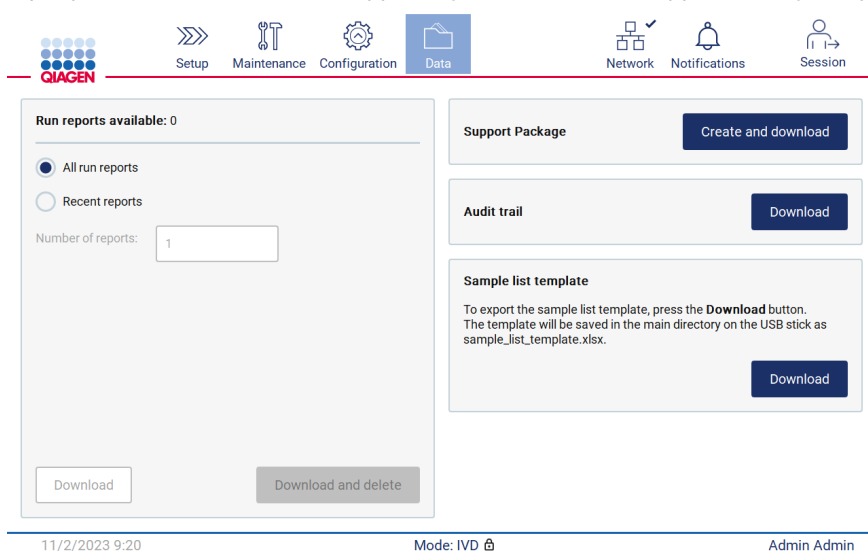 QIAGEN
Setup
Maintenance
Configuration
Data
Network
Notifications
Session
Run reports available: 0
All run reports
Recent reports
Number of reports:
1
Download
Download and delete
Support Package
Create and download
Audit trail
Download
Sample list template
To export the sample list template, press the Download button.
The template will be saved in the main directory on the USB stick as
sample_list_template.xlsx.
Download
11/2/2023 9:20
Mode: IVD
Admin Admin